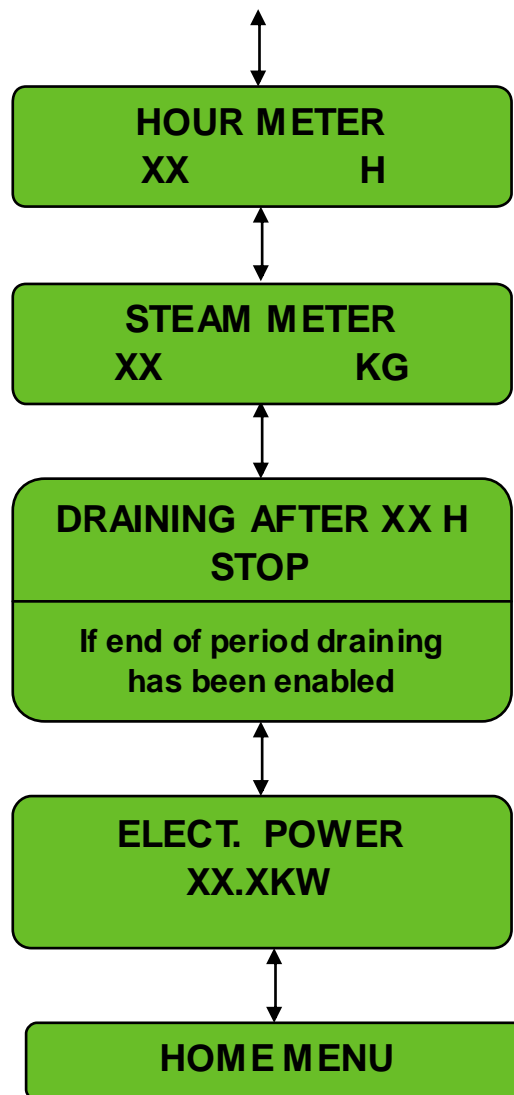 HOUR METER
XX H
STEAM METER
XX KG
DRAINING AFTER XX H
STOP
If end of period draining
has been enabled
ELECT. POWER
XX.XKW
HOME MENU